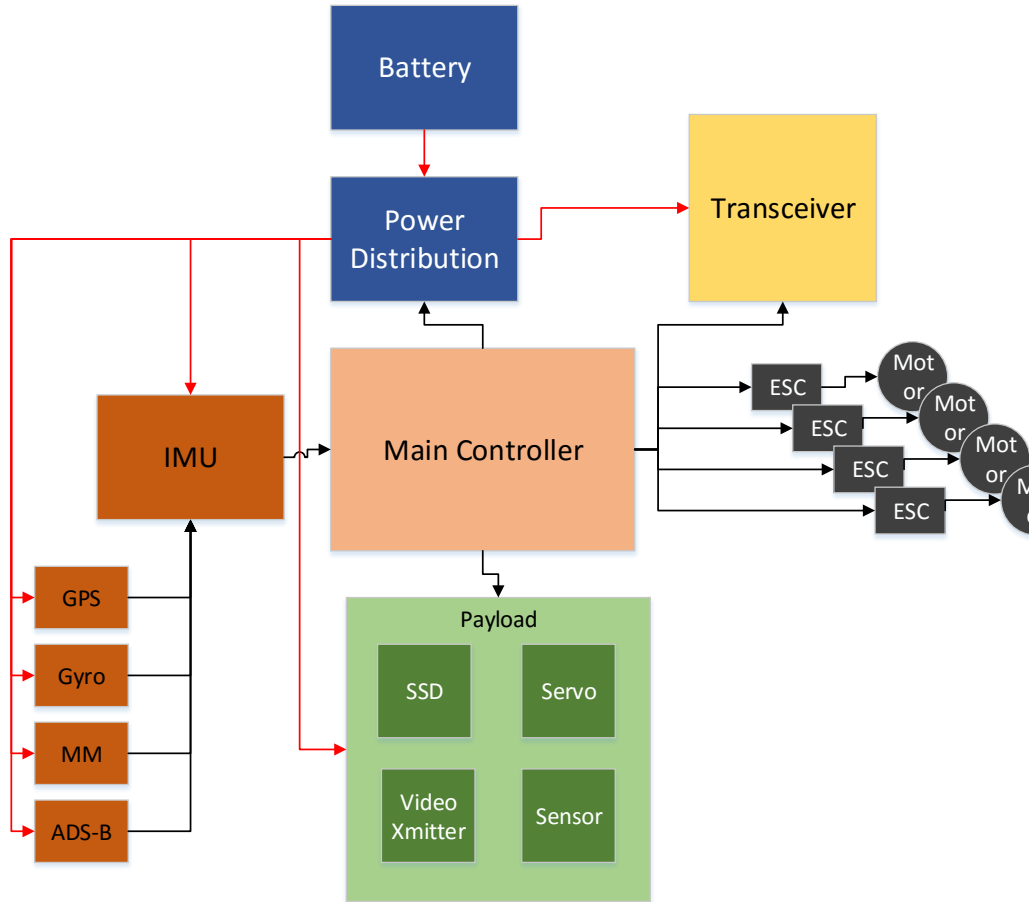 Battery
Power
Distribution
Transceiver
Main Controller
IMU
ESC
Mot
or
ESC
Mot
or
ESC
Mot
or
ESC
GPS
Gyro
MM
ADS-B
Payload
SSD
Servo
Video
Xmitter
Sensor